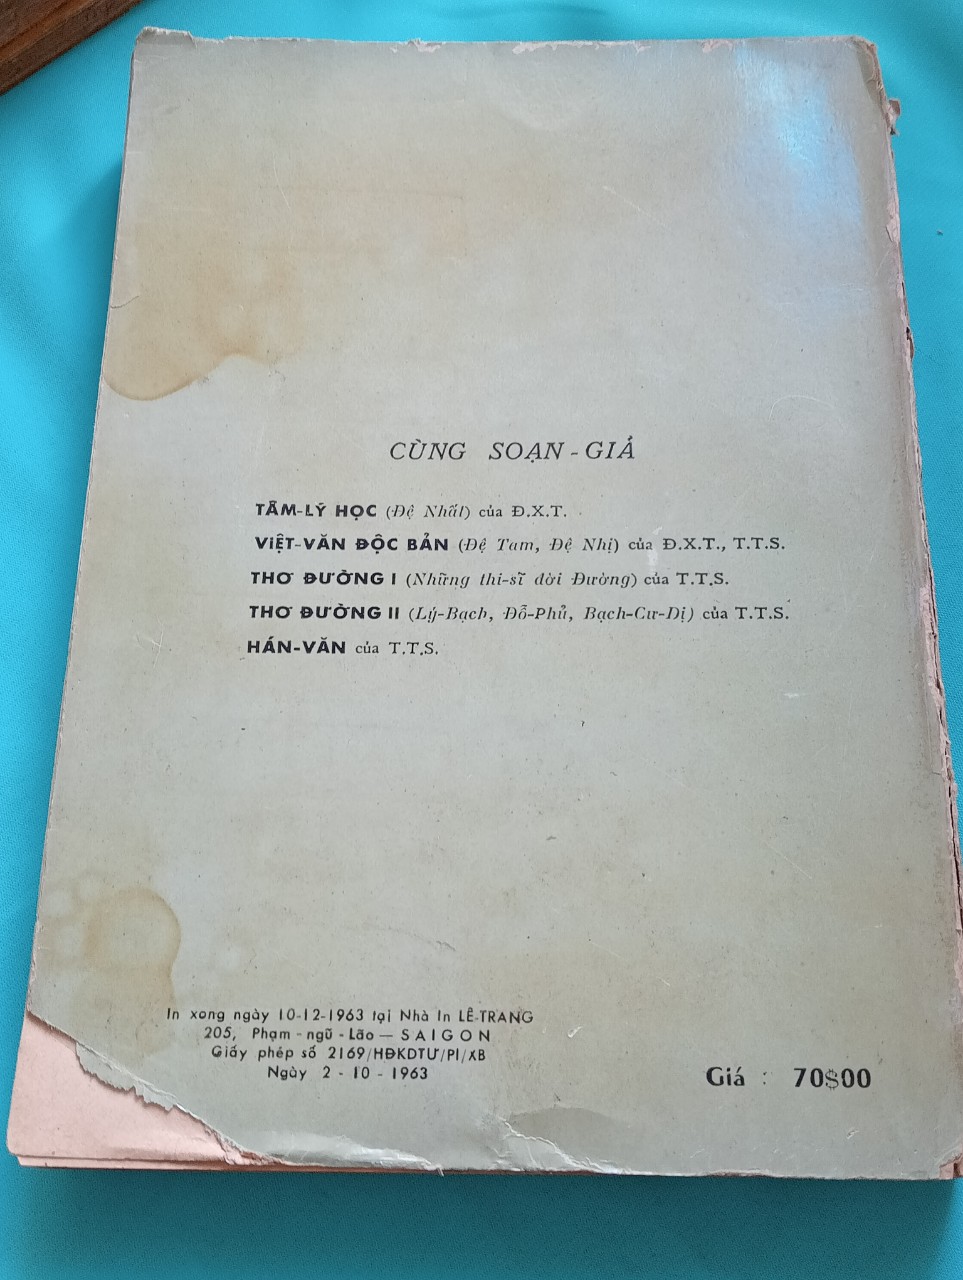 CÙNG SOẠN-GIẢ
TÂM-LÝ HỌC (Đệ Nhất) của Đ.X.T.
VIỆT-VĂN ĐỘC BẢN (Đệ Tam, Đệ Nhị) của Đ.X.T., T.T.S.
THƠ ĐƯỜNG I (Những thi-sĩ đời Đường) của T.T.S.
THƠ ĐƯỜNG II (Lý-Bạch, Đỗ-Phủ, Bạch-Cư-Dị) của T.T.S.
HÁN-VĂN của T.T.S.
In xong ngày 10-12-1963 tại Nhà In LÊ-TRANG
205, Phạm-ngũ-Lão — SAIGON
Giấy phép số 2169/HĐKDTƯ/PI/XB
Ngày 2-10-1963
Giá : 70$00